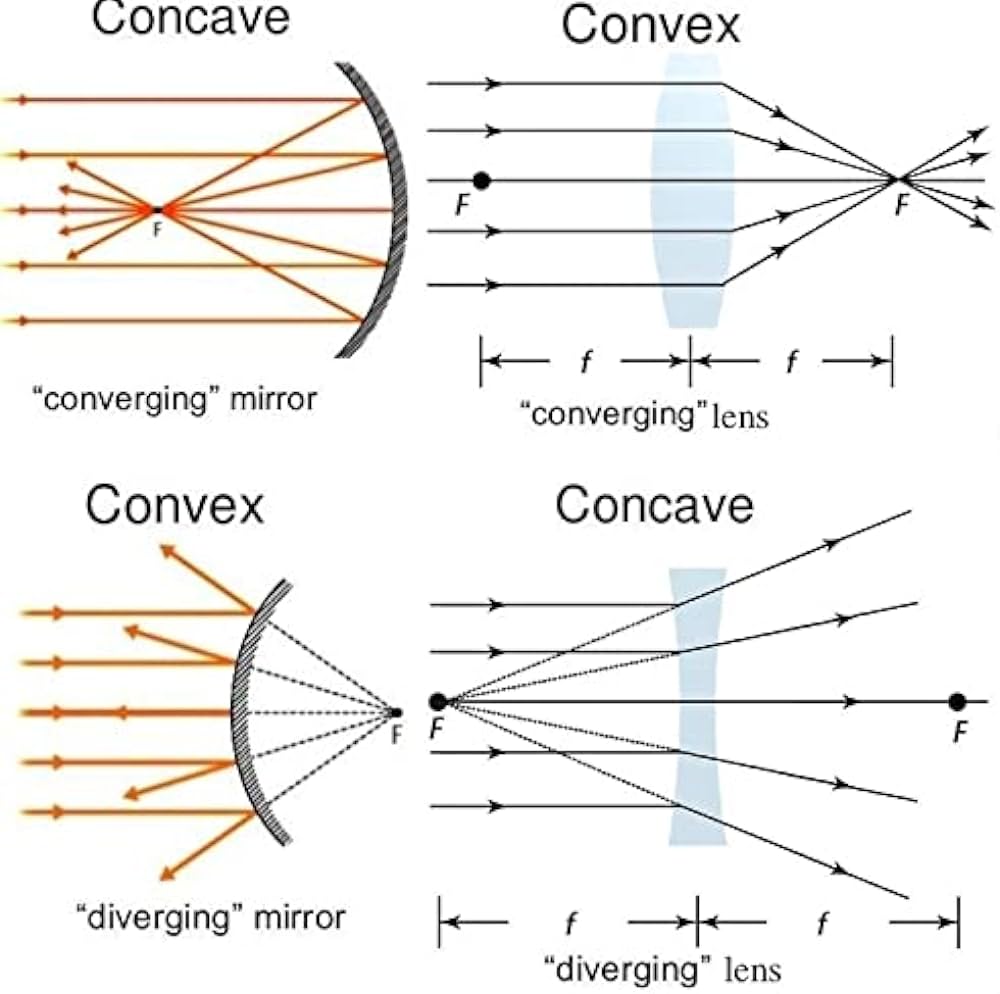 Concave
Convex
F
F
F
f
f
“converging” mirror
“converging” lens
Convex
Concave
F
F
F
f
f
“diverging” mirror
“diverging” lens